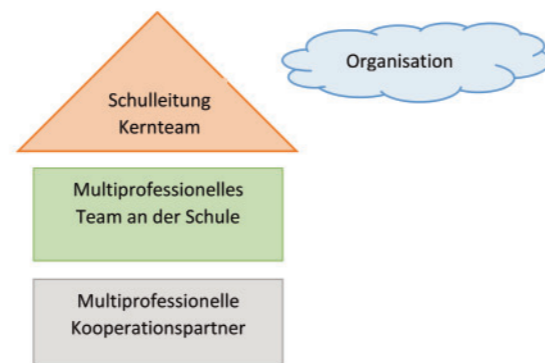 Organisation
Schulleitung
Kernteam
Multiprofessionelles
Team an der Schule
Multiprofessionelle
Kooperationspartner